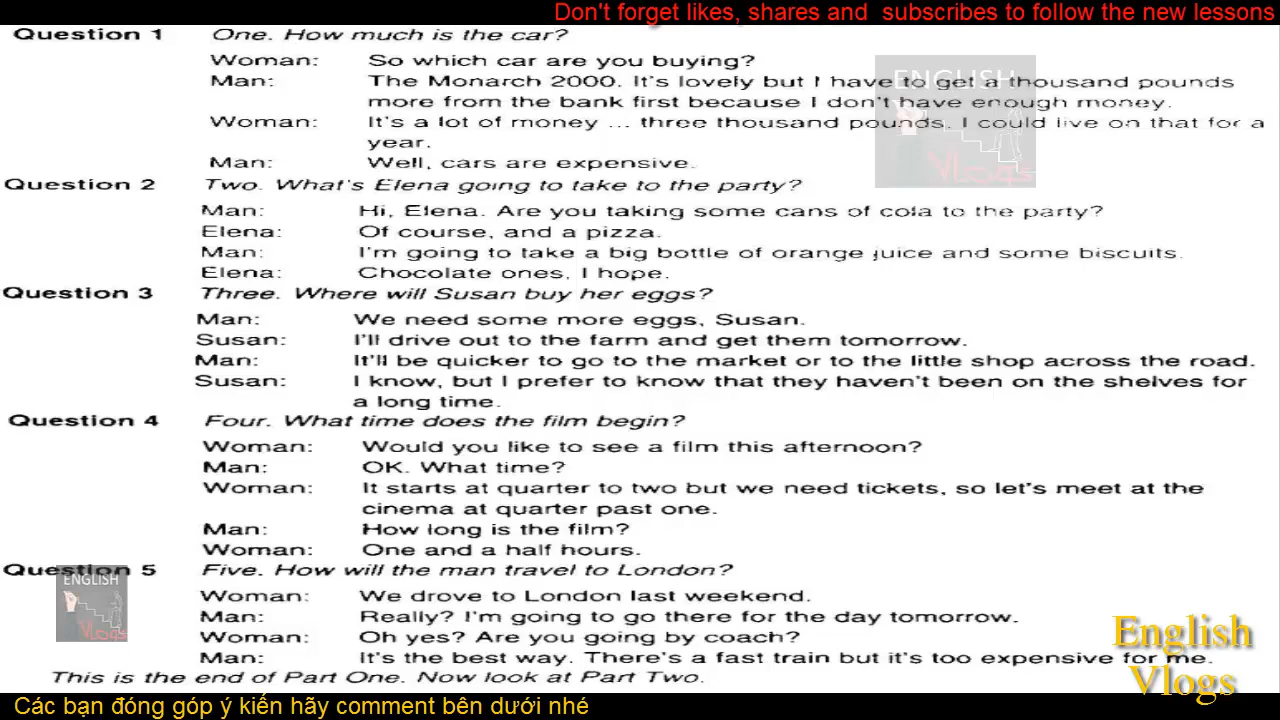 Don't forget likes, shares and subscribes to follow the new lessons
Question 1 One. How much is the car?
Woman: So which car are you buying?
Man: The Monarch 2000. It's lovely but I have to get a thousand pounds
more from the bank first because I don't have enough money.
Woman: It's a lot of money ... three thousand pounds. I could live on that for a
year.
Man: Well, cars are expensive.
ENGLISH
Vlogs
Question 2 Two. What's Elena going to take to the party?
Man: Hi, Elena. Are you taking some cans of cola to the party?
Elena: Of course, and a pizza.
Man: I'm going to take a big bottle of orange juice and some biscuits.
Elena: Chocolate ones, I hope.
Question 3 Three. Where will Susan buy her eggs?
Man: We need some more eggs, Susan.
Susan: I'll drive out to the farm and get them tomorrow.
Man: It'll be quicker to go to the market or to the little shop across the road.
Susan: I know, but I prefer to know that they haven't been on the shelves for
a long time.
Question 4 Four. What time does the film begin?
Woman: Would you like to see a film this afternoon?
Man: OK. What time?
Woman: It starts at quarter to two but we need tickets, so let's meet at the
cinema at quarter past one.
Man: How long is the film?
Woman: One and a half hours.
Question 5 Five. How will the man travel to London?
Woman: We drove to London last weekend.
Man: Really? I'm going to go there for the day tomorrow.
Woman: Oh yes? Are you going by coach?
Man: It's the best way. There's a fast train but it's too expensive for me.
This is the end of Part One. Now look at Part Two.
ENGLISH
Vlogs
English
Vlogs
Các bạn đóng góp ý kiến hãy comment bên dưới nhé